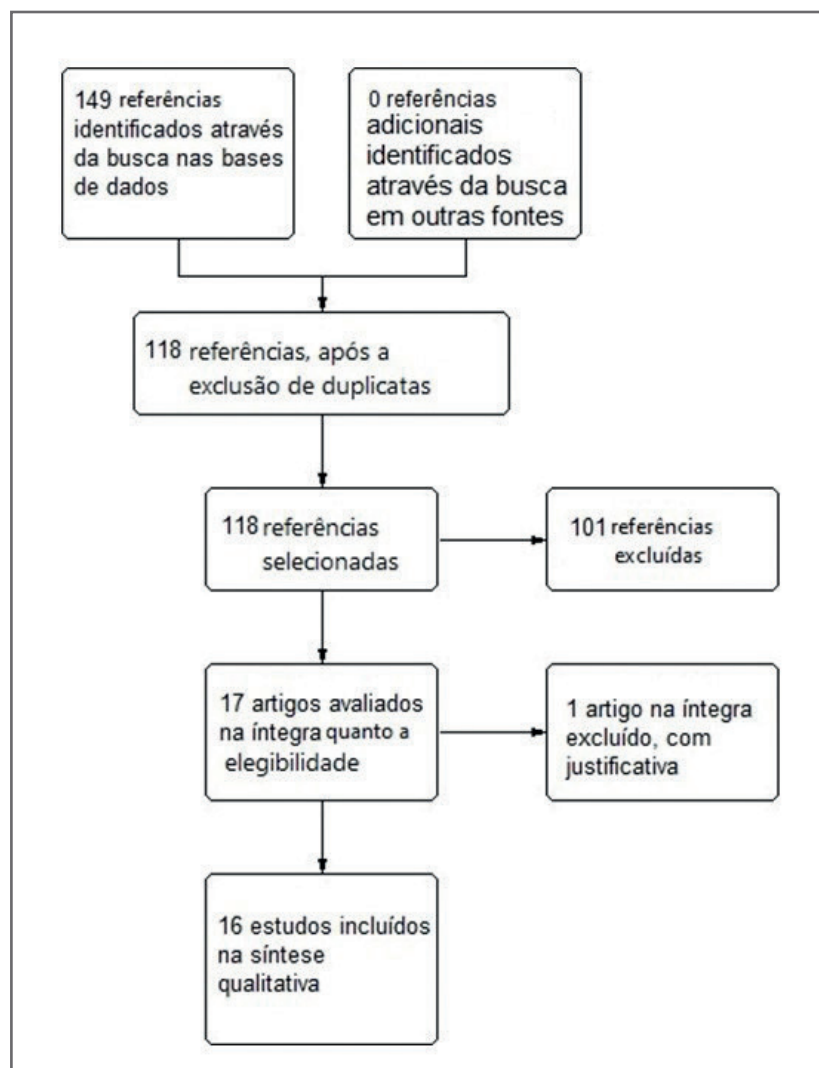 149 referências
identificados através
da busca nas bases
de dados
0 referências
adicionais
identificados
através da busca
em outras fontes
118 referências, após a
exclusão de duplicatas
118 referências
selecionadas
101 referências
excluídas
17 artigos avaliados
na íntegra quanto a
elegibilidade
1 artigo na íntegra
excluído, com
justificativa
16 estudos incluídos
na síntese
qualitativa